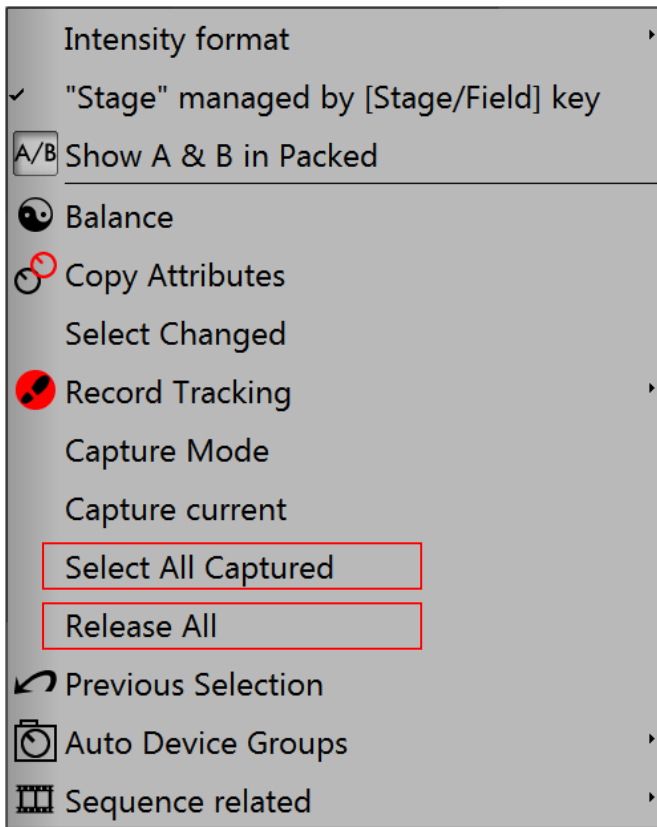 Intensity format
"Stage" managed by [Stage/Field] key
A/B Show A & B in Packed
Balance
Copy Attributes
Select Changed
Record Tracking
Capture Mode
Capture current
Select All Captured
Release All
Previous Selection
Auto Device Groups
Sequence related